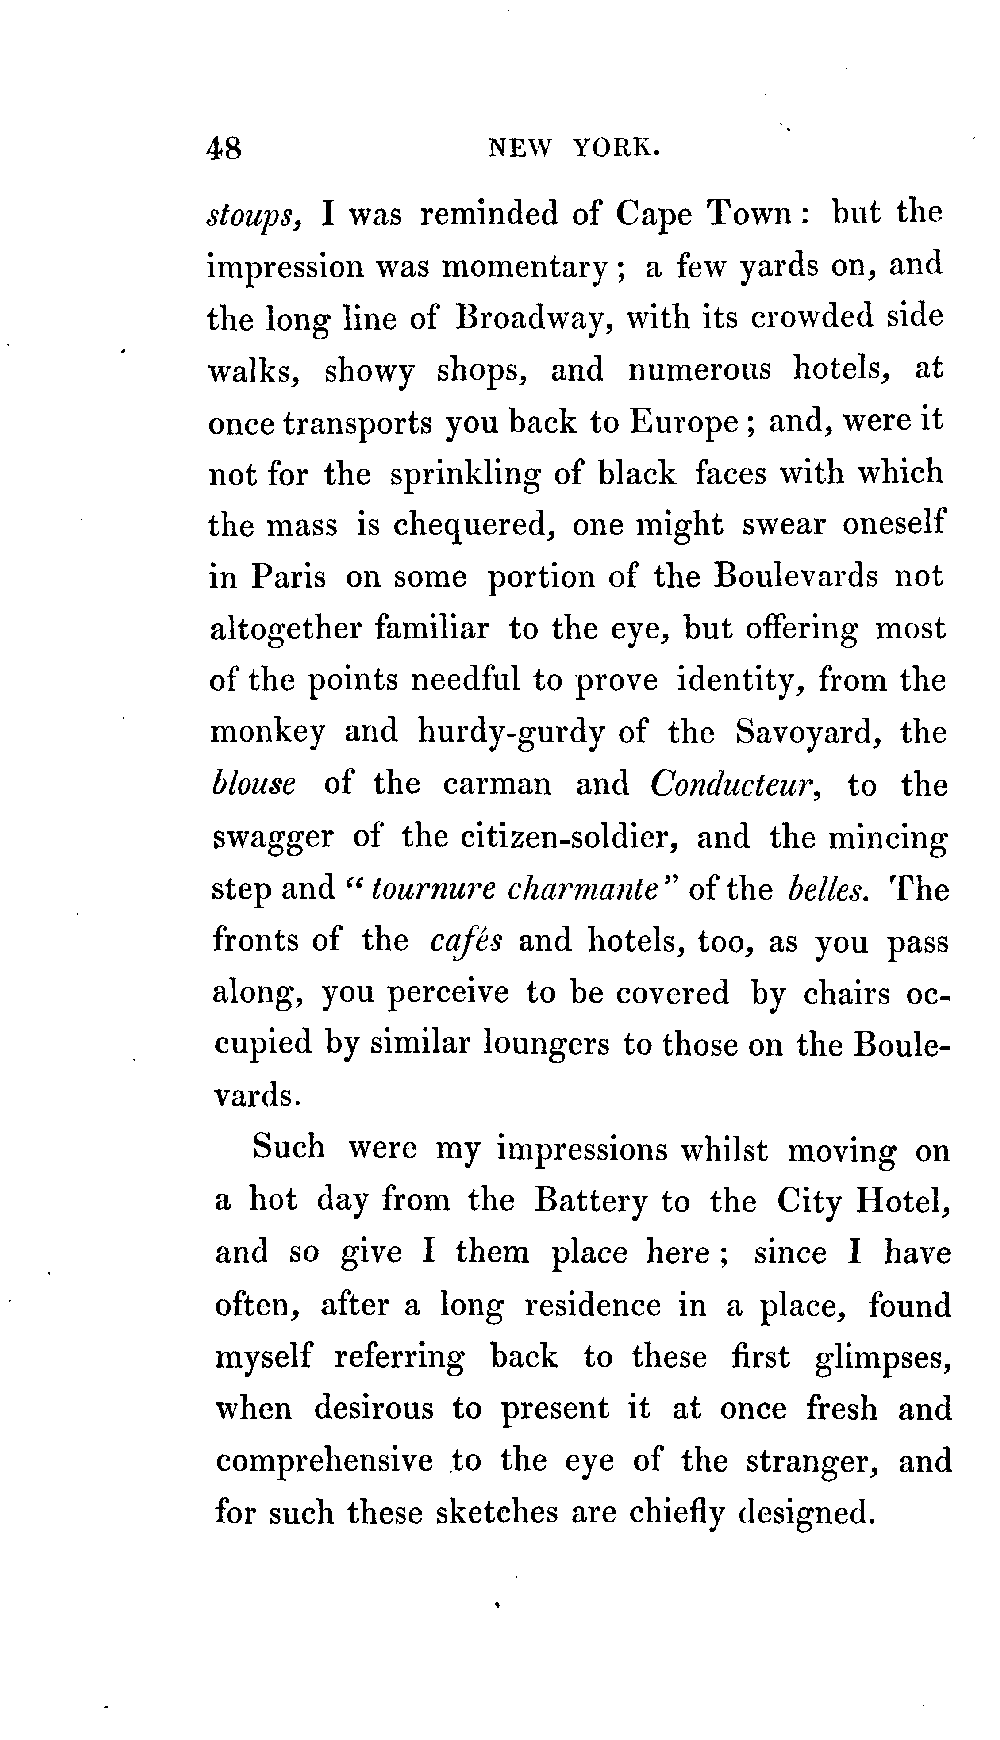 48 NEW YORK.
stoups, I was reminded of Cape Town : but the
impression was momentary ; a few yards on, and
the long line of Broadway, with its crowded side
walks, showy shops, and numerous hotels, at
once transports you back to Europe ; and, were it
not for the sprinkling of black faces with which
the mass is chequered, one might swear oneself
in Paris on some portion of the Boulevards not
altogether familiar to the eye, but offering most
of the points needful to prove identity, from the
monkey and hurdy-gurdy of the Savoyard, the
blouse of the carman and Conducteur, to the
swagger of the citizen-soldier, and the mincing
step and “ tournure charmante ” of the belles. The
fronts of the cafés and hotels, too, as you pass
along, you perceive to be covered by chairs oc-
cupied by similar loungers to those on the Boule-
vards.
Such were my impressions whilst moving on
a hot day from the Battery to the City Hotel,
and so give I them place here ; since I have
often, after a long residence in a place, found
myself referring back to these first glimpses,
when desirous to present it at once fresh and
comprehensive to the eye of the stranger, and
for such these sketches are chiefly designed.